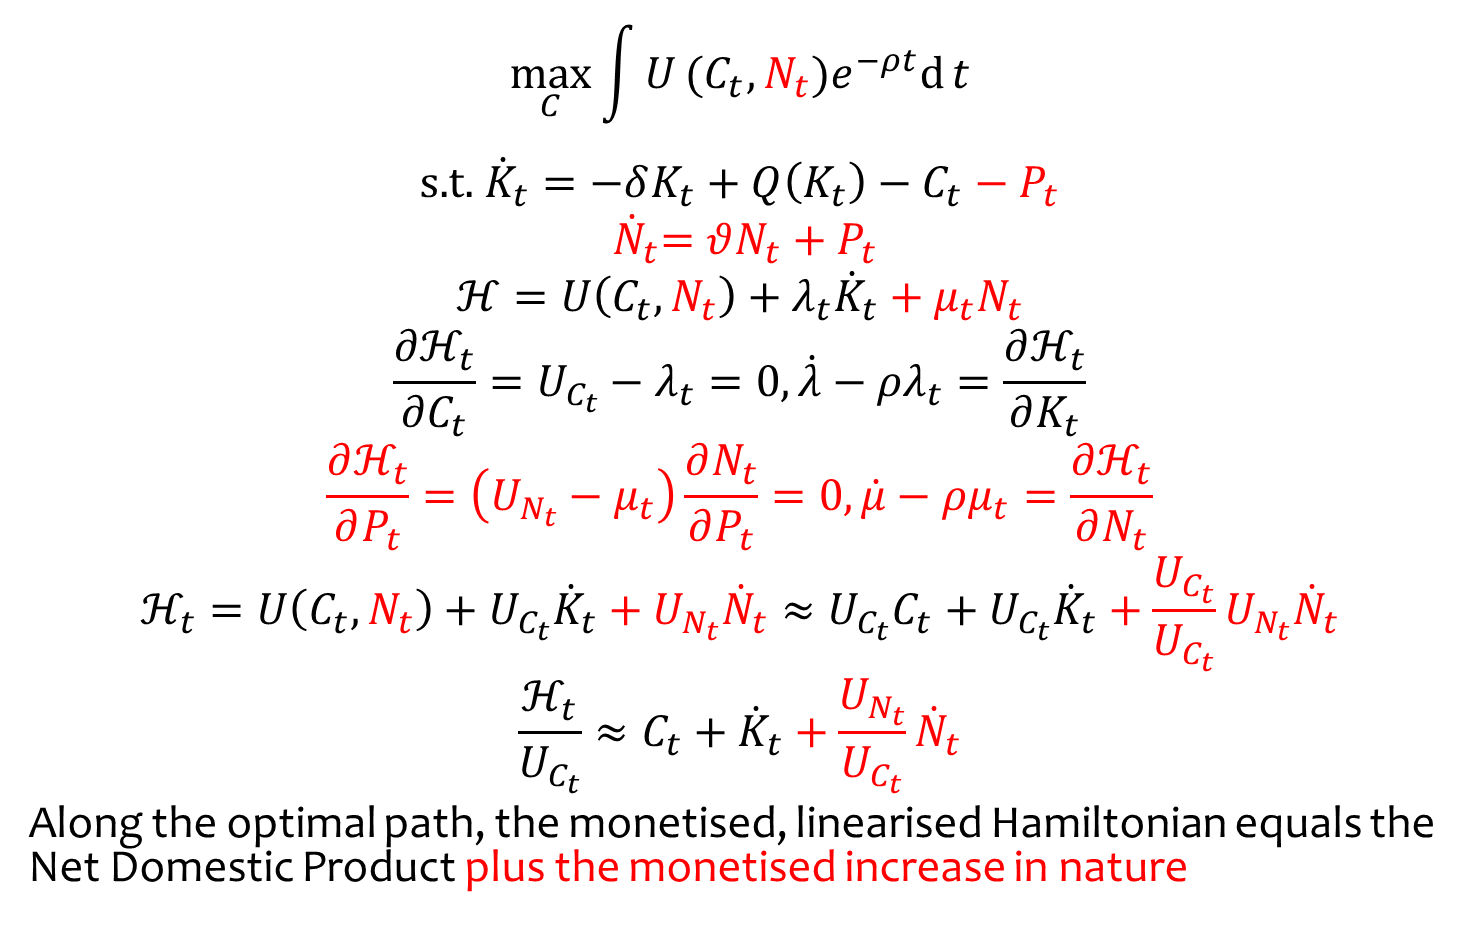 max_C ∫ U (C_t, N_t)e^{−ρt}d t
s.t. K̇_t = −δK_t + Q(K_t) − C_t − P_t
Ṅ_t= ϑN_t + P_t
ℋ = U(C_t, N_t) + λ_tK̇_t + μ_tN_t
∂ℋ_t/∂C_t = U_{C_t} − λ_t = 0, λ̇ − ρλ_t = ∂ℋ_t/∂K_t
∂ℋ_t/∂P_t = (U_{N_t} − μ_t) ∂N_t/∂P_t = 0, μ̇ − ρμ_t = ∂ℋ_t/∂N_t
ℋ_t = U(C_t, N_t) + U_{C_t}K̇_t + U_{N_t}Ṅ_t ≈ U_{C_t}C_t + U_{C_t}K̇_t + U_{C_t}/U_{C_t} U_{N_t}Ṅ_t
ℋ_t/U_{C_t} ≈ C_t + K̇_t + U_{N_t}/U_{C_t} Ṅ_t
Along the optimal path, the monetised, linearised Hamiltonian equals the
Net Domestic Product plus the monetised increase in nature